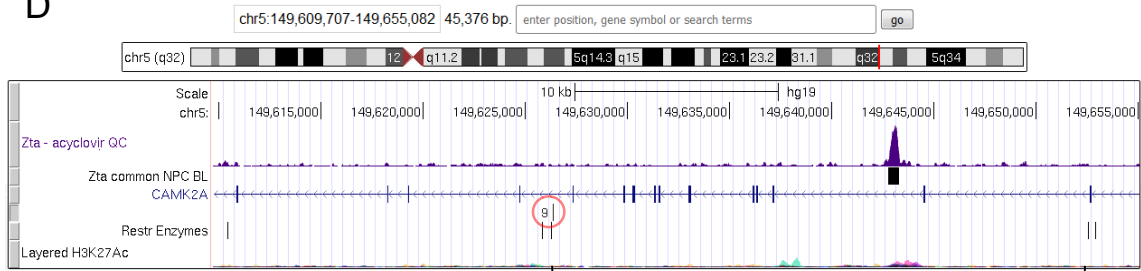 D
chr5:149,609,707-149,655,082 45,376 bp. enter position, gene symbol or search terms go
chr5 (q32) 12 q11.2 5q14.3 q15 23.1 23.2 31.1 q32 5q34
Scale 10 kb hg19
chr5: 149,615,000 149,620,000 149,625,000 149,630,000 149,635,000 149,640,000 149,645,000 149,650,000 149,655,000
Zta - acyclovir QC
Zta common NPC BL
CAMK2A
9
Restr Enzymes
Layered H3K27Ac